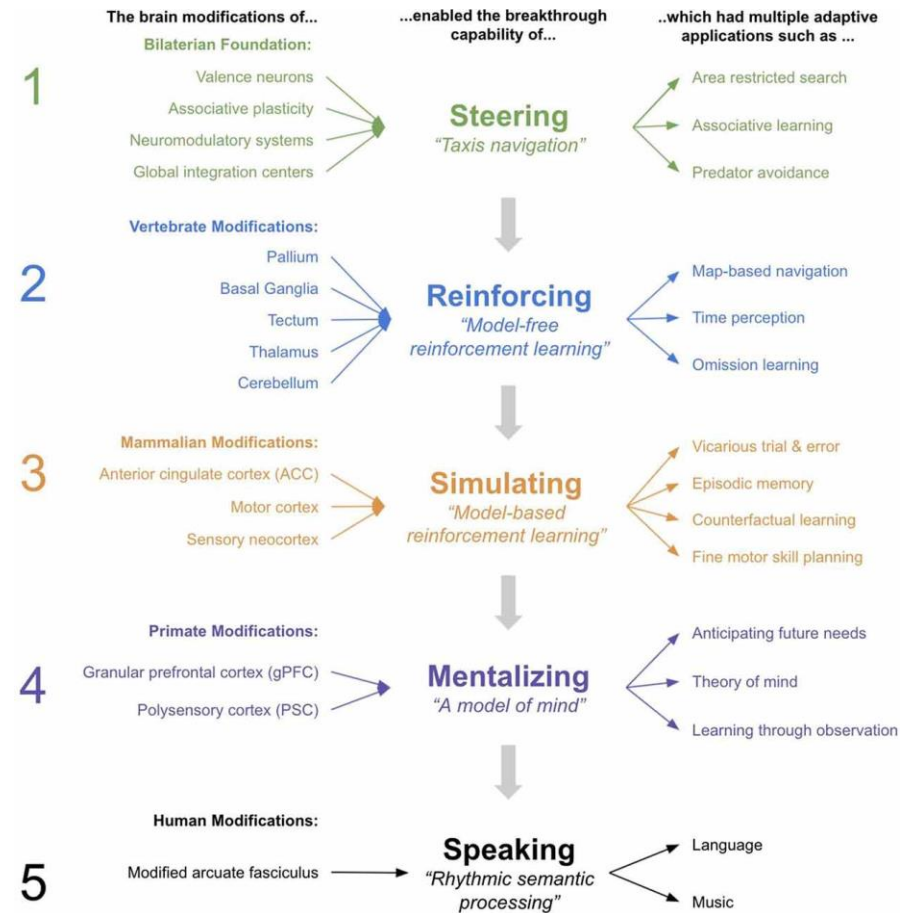 The brain modifications of...
...enabled the breakthrough
capability of...
..which had multiple adaptive
applications such as ...
1
Bilaterian Foundation:
Valence neurons
Associative plasticity
Neuromodulatory systems
Global integration centers
Steering
“Taxis navigation”
Area restricted search
Associative learning
Predator avoidance
2
Vertebrate Modifications:
Pallium
Basal Ganglia
Tectum
Thalamus
Cerebellum
Reinforcing
“Model-free
reinforcement learning”
Map-based navigation
Time perception
Omission learning
3
Mammalian Modifications:
Anterior cingulate cortex (ACC)
Motor cortex
Sensory neocortex
Simulating
“Model-based
reinforcement learning”
Vicarious trial & error
Episodic memory
Counterfactual learning
Fine motor skill planning
4
Primate Modifications:
Granular prefrontal cortex (gPFC)
Polysensory cortex (PSC)
Mentalizing
“A model of mind”
Anticipating future needs
Theory of mind
Learning through observation
5
Human Modifications:
Modified arcuate fasciculus
Speaking
“Rhythmic semantic
processing”
Language
Music